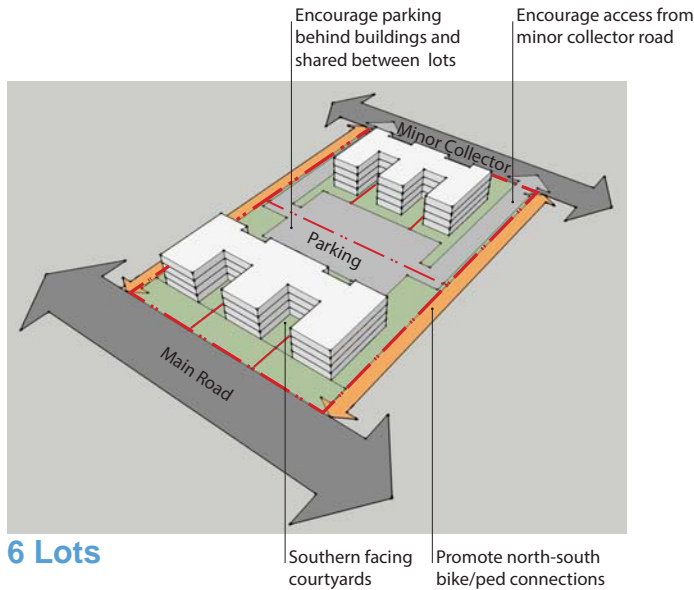 Encourage parking
behind buildings and
shared between lots
Encourage access from
minor collector road
Minor Collector
Parking
Main Road
6 Lots
Southern facing
courtyards
Promote north-south
bike/ped connections